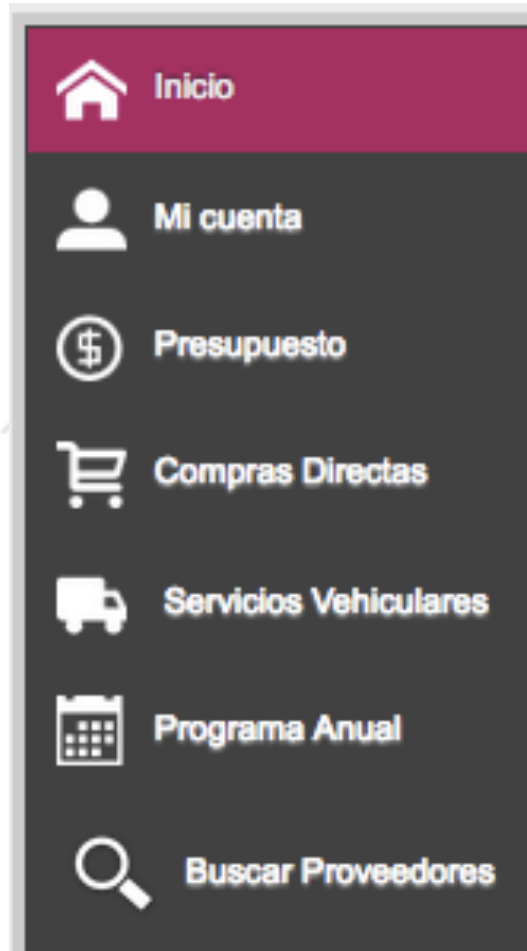 Inicio
Mi cuenta
Presupuesto
Compras Directas
Servicios Vehiculares
Programa Anual
Buscar Proveedores